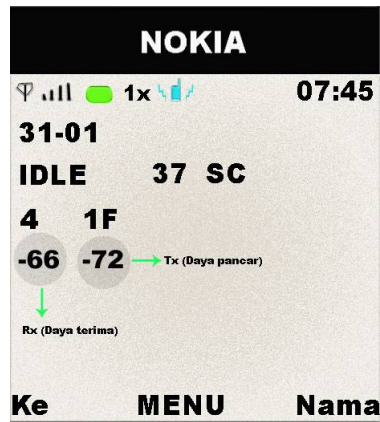 NOKIA
1x 07:45
31-01
IDLE 37 SC
4 1F
-66 -72 Tx (Daya pancar)
Rx (Daya terima)
Ke MENU Nama